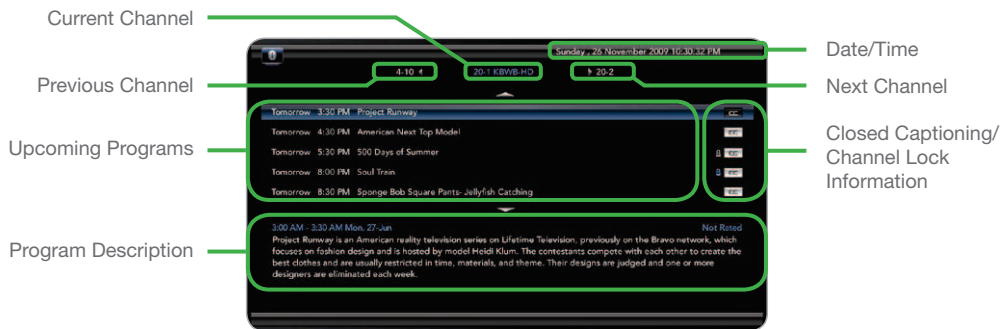 Current Channel
Sunday , 26 November 2009 10:30:32 PM
Date/Time
Previous Channel
4-10
20-1 KBWB-HD
20-2
Next Channel
Upcoming Programs
Tomorrow 3:30 PM Project Runway CC
Tomorrow 4:30 PM American Next Top Model CC
Tomorrow 5:30 PM 500 Days of Summer CC
Tomorrow 8:00 PM Soul Train CC
Tomorrow 8:30 PM Sponge Bob Square Pants- Jellyfish Catching CC
Closed Captioning/
Channel Lock
Information
Program Description
3:00 AM - 3:30 AM Mon, 27-Jun Not Rated
Project Runway is an American reality television series on Lifetime Television, previously on the Bravo network, which
focuses on fashion design and is hosted by model Heidi Klum. The contestants compete with each other to create the
best clothes and are usually restricted in time, materials, and theme. Their designs are judged and one or more
designers are eliminated each week.